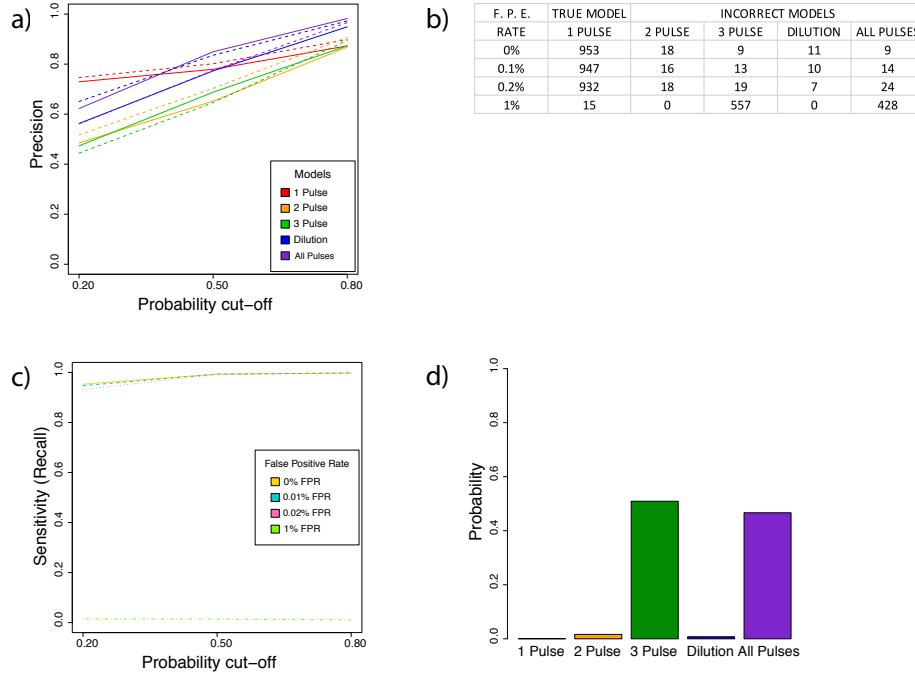 a)
Precision
0.0
0.2
0.4
0.6
0.8
1.0
Models
1 Pulse
2 Pulse
3 Pulse
Dilution
All Pulses
0.20 0.50 0.80
Probability cut-off
b)
F. P. E. TRUE MODEL INCORRECT MODELS
RATE 1 PULSE 2 PULSE 3 PULSE DILUTION ALL PULSES
0% 953 18 9 11 9
0.1% 947 16 13 10 14
0.2% 932 18 19 7 24
1% 15 0 557 0 428
c)
Sensitivity (Recall)
0.0
0.2
0.4
0.6
0.8
1.0
False Positive Rate
0% FPR
0.01% FPR
0.02% FPR
1% FPR
0.20 0.50 0.80
Probability cut-off
d)
Probability
0.0
0.2
0.4
0.6
0.8
1.0
1 Pulse 2 Pulse 3 Pulse Dilution All Pulses